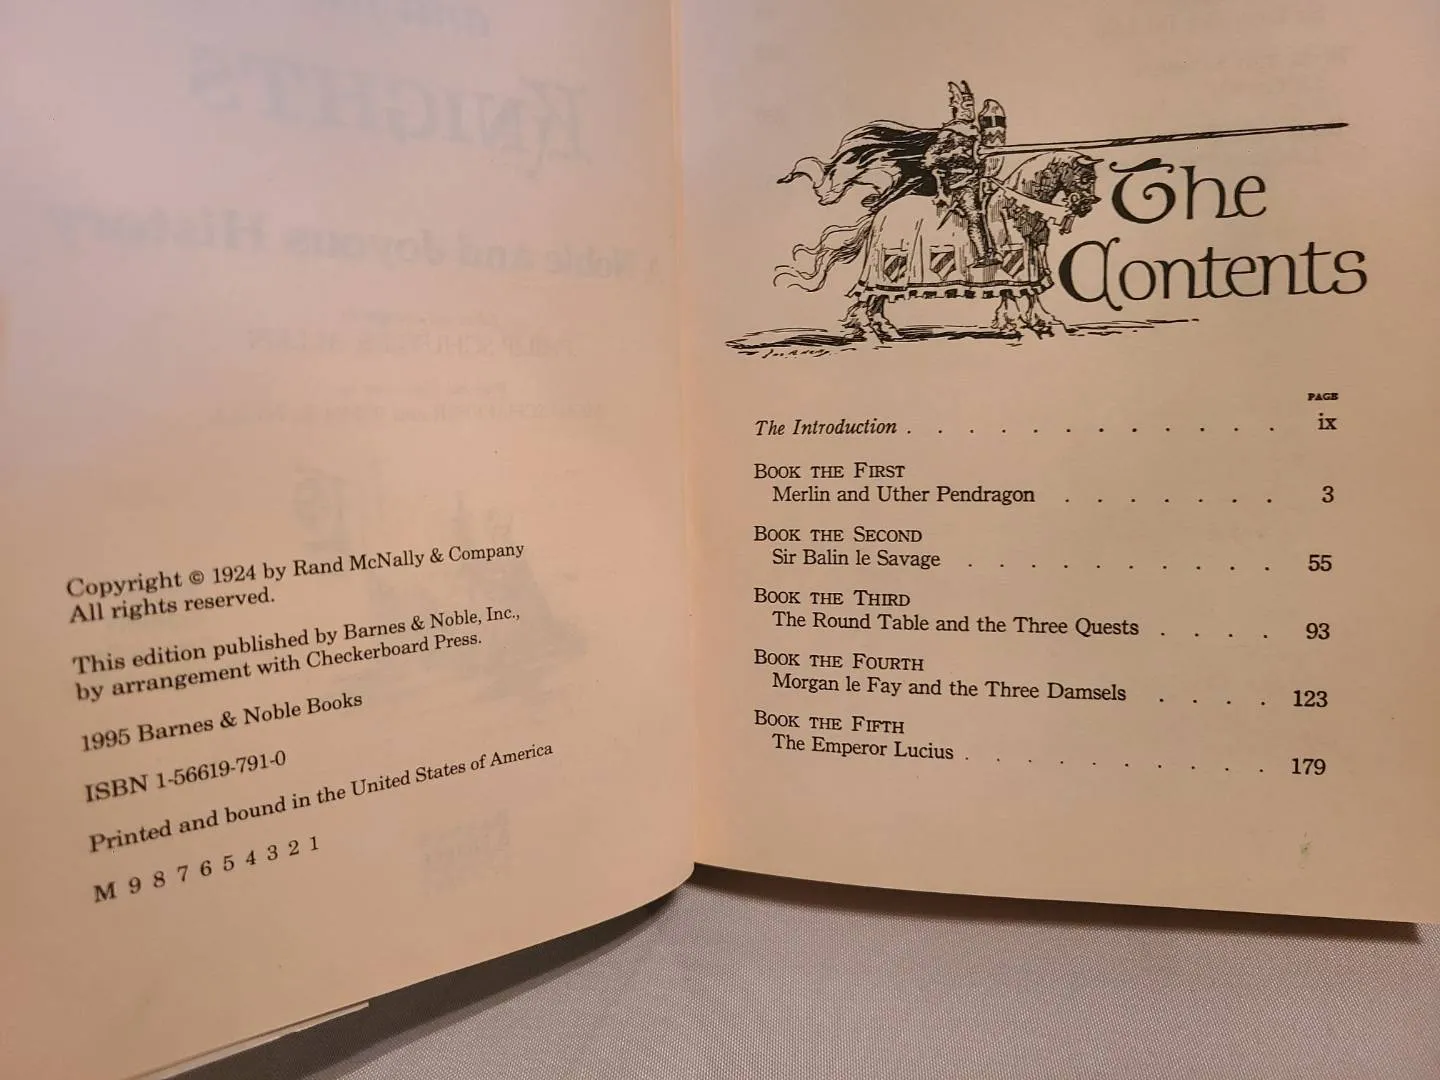 Copyright © 1924 by Rand McNally & Company
All rights reserved.
This edition published by Barnes & Noble, Inc.,
by arrangement with Checkerboard Press.
1995 Barnes & Noble Books
ISBN 1-56619-791-0
Printed and bound in the United States of America
M 9 8 7 6 5 4 3 2 1
The
Contents
PAGE
The Introduction . . . . . . . . . . . . . ix
BOOK THE FIRST
Merlin and Uther Pendragon . . . . . . . 3
BOOK THE SECOND
Sir Balin le Savage . . . . . . . . . . 55
BOOK THE THIRD
The Round Table and the Three Quests . . . . 93
BOOK THE FOURTH
Morgan le Fay and the Three Damsels . . . . 123
BOOK THE FIFTH
The Emperor Lucius . . . . . . . . . . 179